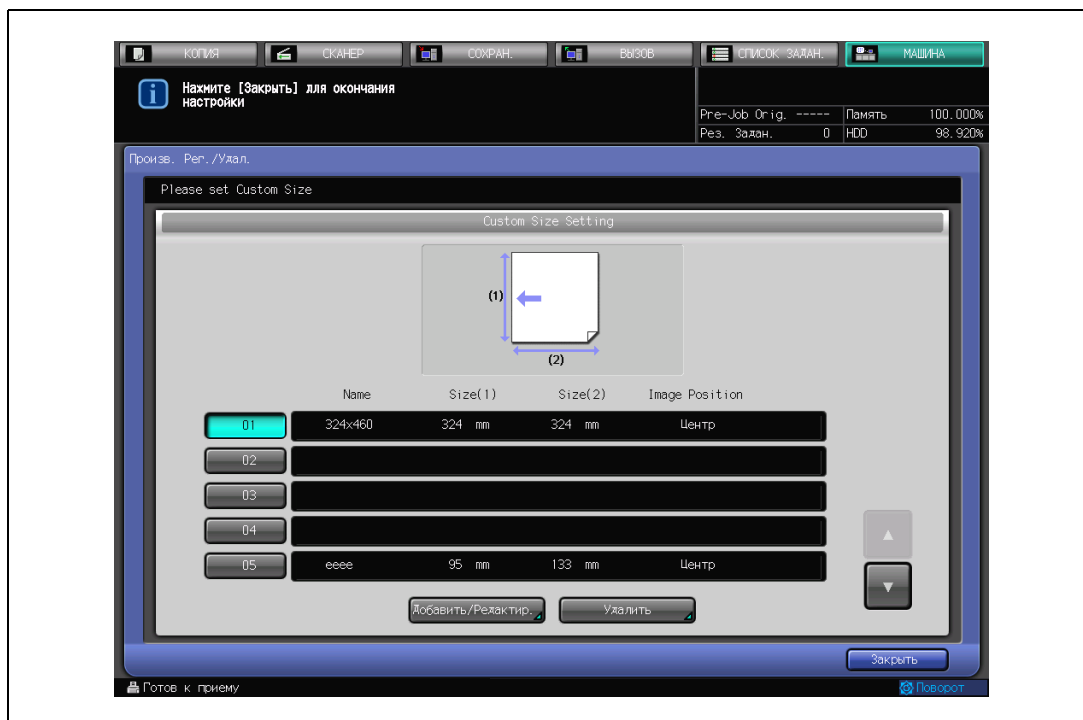 КОПИЯ СКАНЕР СОХРАН. ВЫЗОВ СПИСОК ЗАДАН. МАШИНА
Нажмите [Закрыть] для окончания
настройки
Pre-Job Orig. ----- Память 100.000%
Рез. Задан. 0 HDD 98.920%
Произв. Рег./Удал.
Please set Custom Size
Custom Size Setting
(1)
(2)
Name Size(1) Size(2) Image Position
01 324x460 324 mm 324 mm Центр
02
03
04
05 eeee 95 mm 133 mm Центр
Добавить/Редактир. Удалить
Закрыть
Готов к приему Поворот